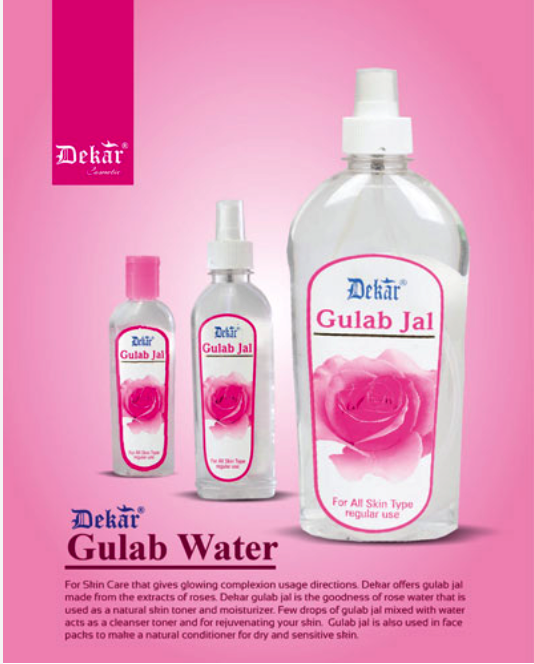 Dekar®
Cosmetic
Dekar®
Gulab Jal
For All Skin Type
regular use
Dekar®
Gulab Jal
For All Skin Type
regular use
Dekar®
Gulab Jal
For All Skin Type
regular use
Dekar®
Gulab Water
For Skin Care that gives glowing complexion usage directions. Dekar offers gulab jal
made from the extracts of roses. Dekar gulab jal is the goodness of rose water that is
used as a natural skin toner and moisturizer. Few drops of gulab jal mixed with water
acts as a cleanser toner and for rejuvenating your skin. Gulab jal is also used in face
packs to make a natural conditioner for dry and sensitive skin.